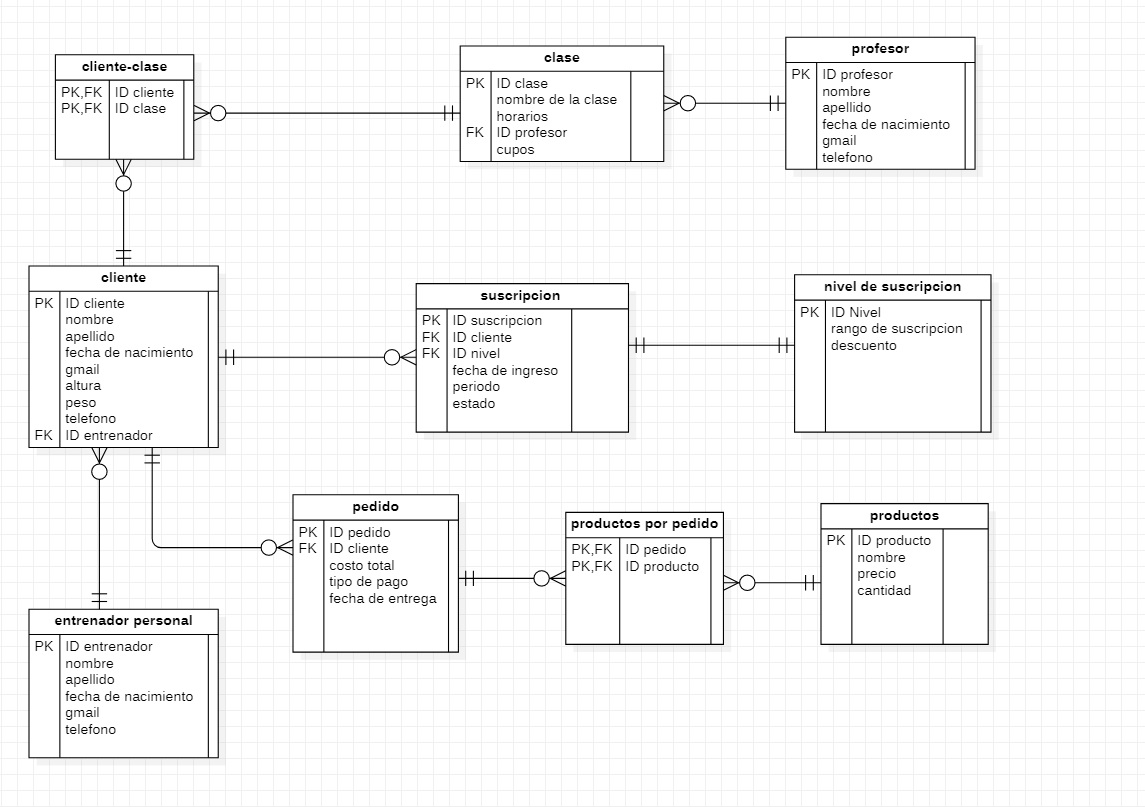 cliente-clase
PK,FK ID cliente
PK,FK ID clase
clase
PK ID clase
nombre de la clase
horarios
FK ID profesor
cupos
profesor
PK ID profesor
nombre
apellido
fecha de nacimiento
gmail
telefono
cliente
PK ID cliente
nombre
apellido
fecha de nacimiento
gmail
altura
peso
telefono
FK ID entrenador
suscripcion
PK ID suscripcion
FK ID cliente
FK ID nivel
fecha de ingreso
periodo
estado
nivel de suscripcion
PK ID Nivel
rango de suscripcion
descuento
pedido
PK ID pedido
FK ID cliente
costo total
tipo de pago
fecha de entrega
productos por pedido
PK,FK ID pedido
PK,FK ID producto
productos
PK ID producto
nombre
precio
cantidad
entrenador personal
PK ID entrenador
nombre
apellido
fecha de nacimiento
gmail
telefono